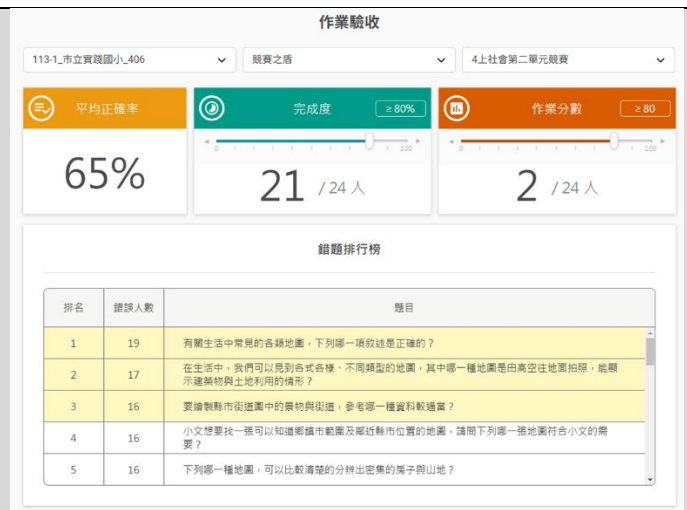 作業驗收
113-1_市立實踐國小_406
競賽之盾
4上社會第二單元競賽
平均正確率
完成度
≥ 80%
作業分數
≥ 80
0
100
0
100
65%
21 / 24 人
2 / 24 人
錯題排行榜
排名 錯誤人數 題目
1 19 有關生活中常見的各類地圖，下列哪一項敘述是正確的？
2 17 在生活中，我們可以見到各式各樣、不同類型的地圖，其中哪一種地圖是由高空往地面拍照，能顯
示建築物與土地利用的情形？
3 16 要繪製縣市街道圖中的景物與街道，參考哪一種資料較適當？
4 16 小文想要找一張可以知道鄉鎮市範圍及鄰近縣市位置的地圖，請問下列哪一張地圖符合小文的需
要？
5 16 下列哪一種地圖，可以比較清楚的分辨出密集的房子與山地？